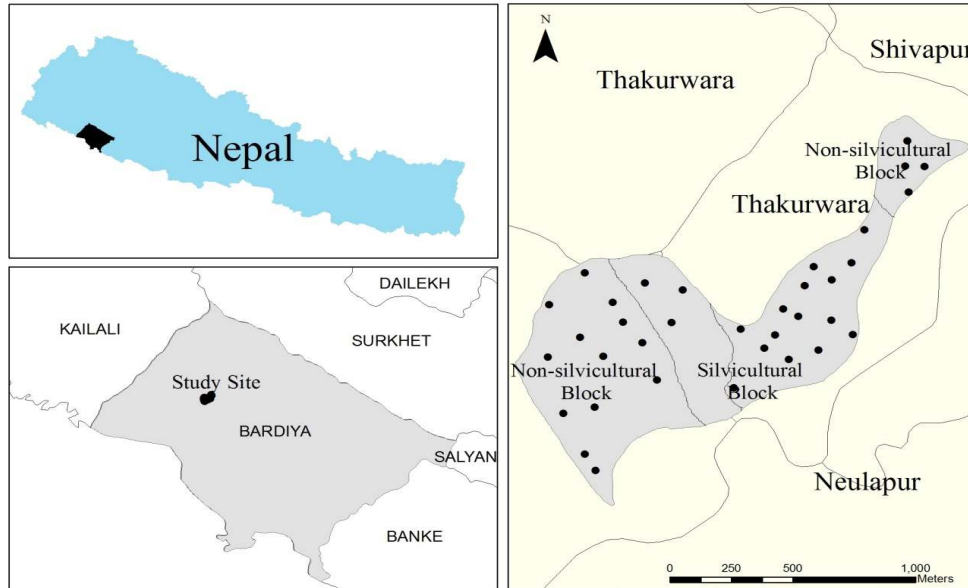 Nepal
DAILEKH
KAILALI
SURKHET
Study Site
BARDIYA
SALYAN
BANKE
N
Shivapur
Thakurwara
Non-silvicultural
Block
Thakurwara
Non-silvicultural
Block
Silvicultural
Block
Neulapur
0 250 500 1,000
Meters